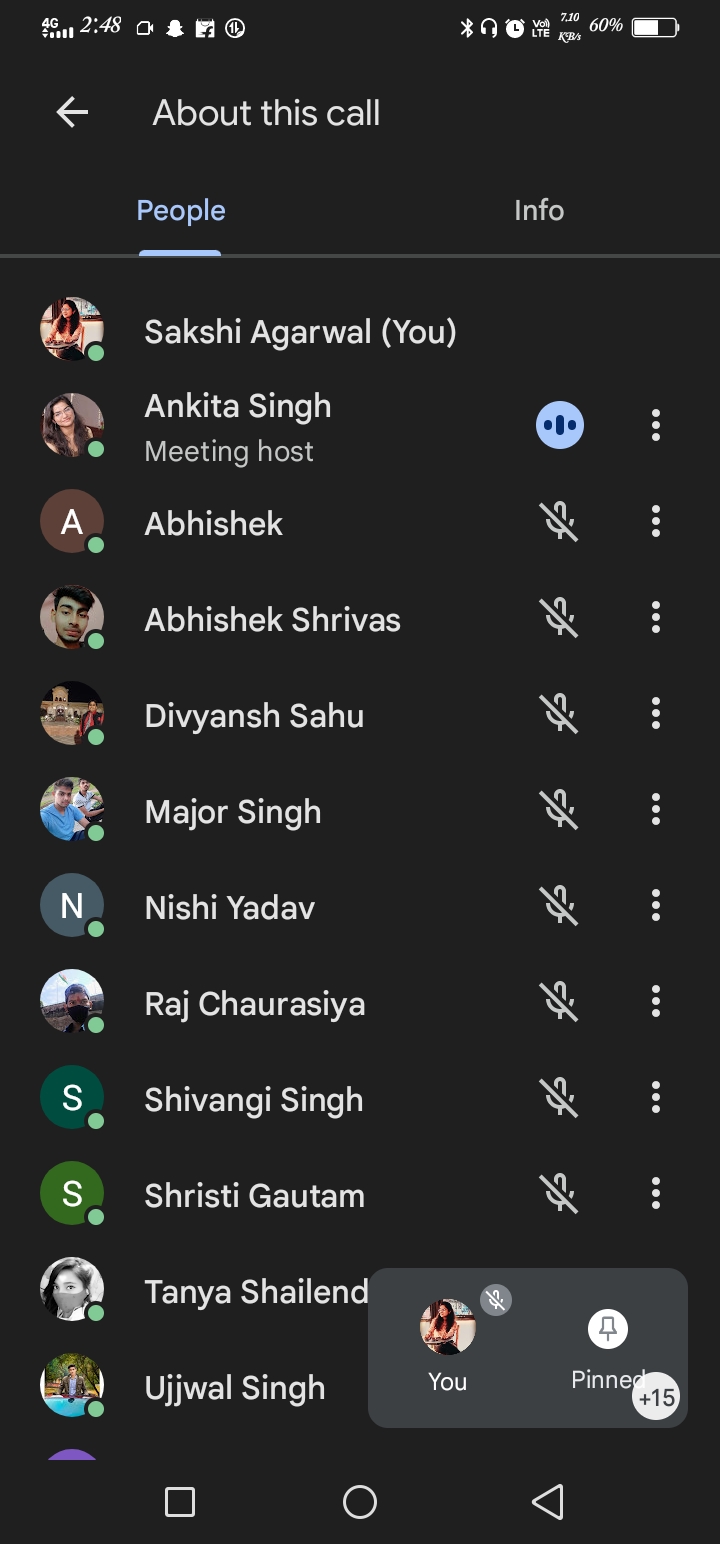 4G 2:48 Vo) LTE 7.10 KB/s 60%
About this call
People Info
Sakshi Agarwal (You)
Ankita Singh
Meeting host
A Abhishek
Abhishek Shrivas
Divyansh Sahu
Major Singh
N Nishi Yadav
Raj Chaurasiya
S Shivangi Singh
S Shristi Gautam
Tanya Shailend
Ujjwal Singh
You Pinned
+15